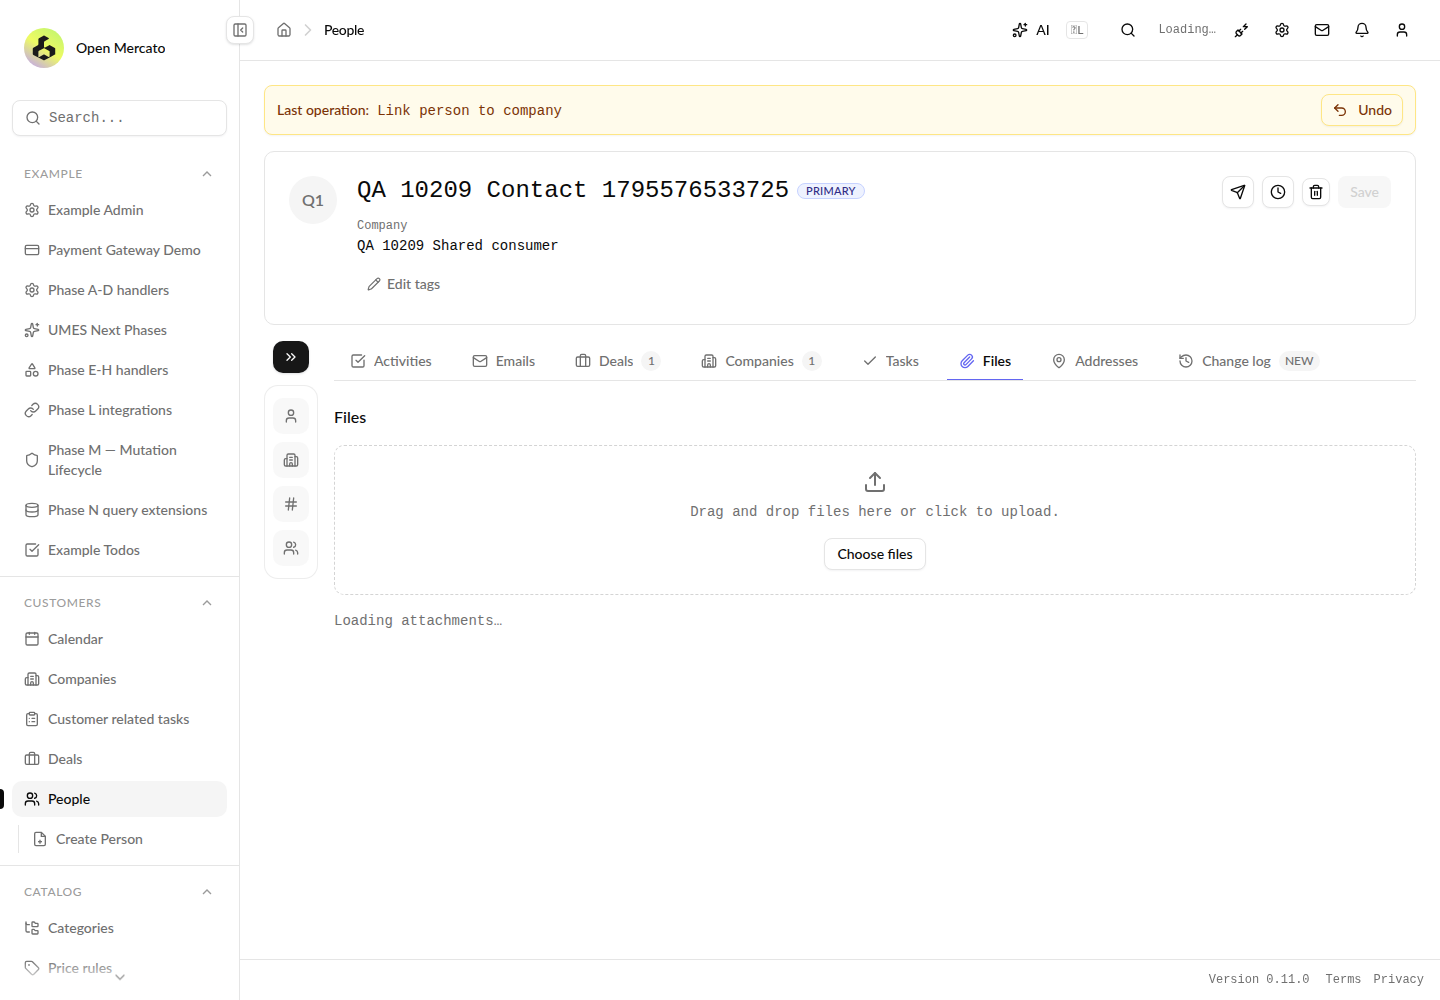 Open Mercato
People
AI
L
Loading…
Search...
Last operation: Link person to company
Undo
Q1
QA 10209 Contact 1795576533725
PRIMARY
Save
Company
QA 10209 Shared consumer
Edit tags
EXAMPLE
Example Admin
Payment Gateway Demo
Phase A-D handlers
UMES Next Phases
Phase E-H handlers
Phase L integrations
Phase M — Mutation
Lifecycle
Phase N query extensions
Example Todos
CUSTOMERS
Calendar
Companies
Customer related tasks
Deals
People
Create Person
CATALOG
Categories
Price rules
Activities
Emails
Deals 1
Companies 1
Tasks
Files
Addresses
Change log NEW
Files
Drag and drop files here or click to upload.
Choose files
Loading attachments…
Version 0.11.0 Terms Privacy